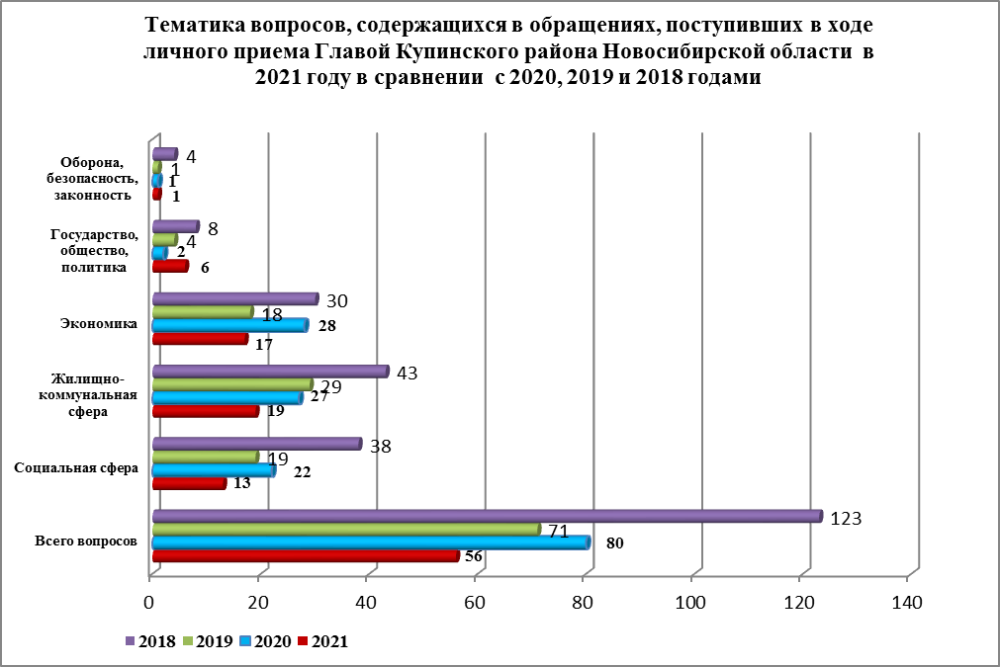 Тематика вопросов, содержащихся в обращениях, поступивших в ходе
личного приема Главой Купинского района Новосибирской области в
2021 году в сравнении с 2020, 2019 и 2018 годами
Оборона,
безопасность,
законность
4
1
1
1
Государство,
общество,
политика
8
4
2
6
Экономика
30
18
28
17
Жилищно-
коммунальная
сфера
43
29
27
19
Социальная сфера
38
19
22
13
Всего вопросов
123
71
80
56
0 20 40 60 80 100 120 140
2018 2019 2020 2021